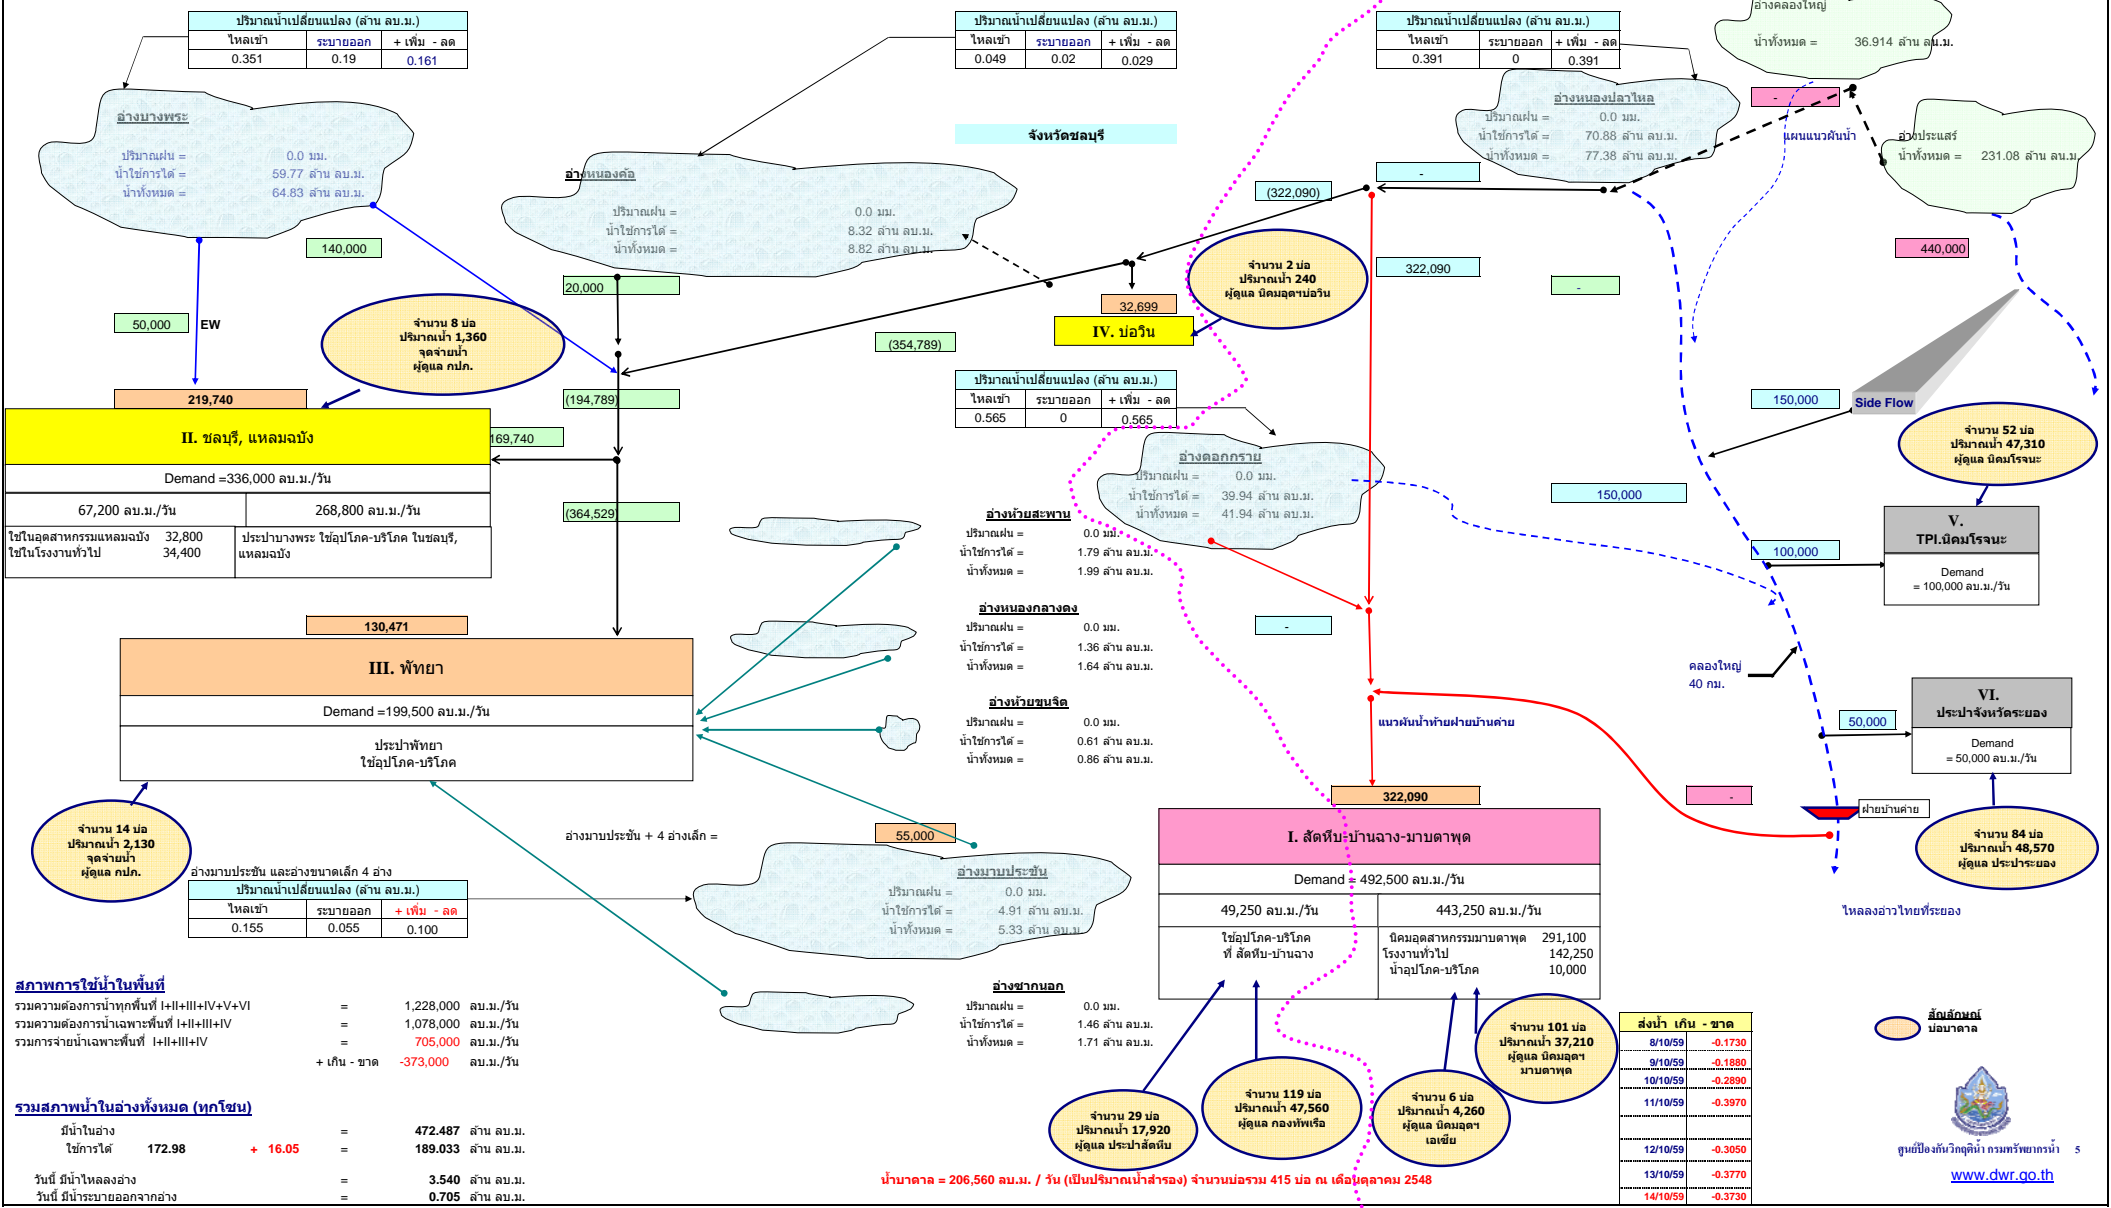 ปริมาณน้ำเปลี่ยนแปลง (ล้าน ลบ.ม.)
ไหลเข้า ระบายออก + เพิ่ม - ลด
0.351 0.19 0.161
ปริมาณน้ำเปลี่ยนแปลง (ล้าน ลบ.ม.)
ไหลเข้า ระบายออก + เพิ่ม - ลด
0.049 0.02 0.029
ปริมาณน้ำเปลี่ยนแปลง (ล้าน ลบ.ม.)
ไหลเข้า ระบายออก + เพิ่ม - ลด
0.391 0 0.391
อ่างคลองใหญ่
น้ำทั้งหมด = 36.914 ล้าน ลบ.ม.
อ่างบางพระ
ปริมาณฝน = 0.0 มม.
น้ำใช้การได้ = 59.77 ล้าน ลบ.ม.
น้ำทั้งหมด = 64.83 ล้าน ลบ.ม.
อ่างหนองค้อ
ปริมาณฝน = 0.0 มม.
น้ำใช้การได้ = 8.32 ล้าน ลบ.ม.
น้ำทั้งหมด = 8.82 ล้าน ลบ.ม.
จังหวัดชลบุรี
อ่างหนองปลาไหล
ปริมาณฝน = 0.0 มม.
น้ำใช้การได้ = 70.88 ล้าน ลบ.ม.
น้ำทั้งหมด = 77.38 ล้าน ลบ.ม.
-
แผนแนวผันน้ำ
อ่างประแสร์
น้ำทั้งหมด = 231.08 ล้าน ลบ.ม.
-
(322,090)
140,000
440,000
322,090
จำนวน 2 บ่อ
ปริมาณน้ำ 240
ผู้ดูแล นิคมอุตฯบ่อวิน
20,000
-
32,699
IV. บ่อวิน
50,000 EW
จำนวน 8 บ่อ
ปริมาณน้ำ 1,360
จุดจ่ายน้ำ
ผู้ดูแล กปภ.
(354,789)
ปริมาณน้ำเปลี่ยนแปลง (ล้าน ลบ.ม.)
ไหลเข้า ระบายออก + เพิ่ม - ลด
0.565 0 0.565
219,740
(194,789)
150,000
Side Flow
II. ชลบุรี, แหลมฉบัง
169,740
Demand =336,000 ลบ.ม./วัน
67,200 ลบ.ม./วัน 268,800 ลบ.ม./วัน
ใช้ในอุตสาหกรรมแหลมฉบัง 32,800
ใช้ในโรงงานทั่วไป 34,400
ประปาบางพระ ใช้อุปโภค-บริโภค ในชลบุรี,
แหลมฉบัง
(364,529)
อ่างดอกกราย
ปริมาณฝน = 0.0 มม.
น้ำใช้การได้ = 39.94 ล้าน ลบ.ม.
น้ำทั้งหมด = 41.94 ล้าน ลบ.ม.
จำนวน 52 บ่อ
ปริมาณน้ำ 47,310
ผู้ดูแล นิคมโรจนะ
150,000
V.
TPI.นิคมโรจนะ
Demand
= 100,000 ลบ.ม./วัน
100,000
อ่างห้วยสะพาน
ปริมาณฝน = 0.0 มม.
น้ำใช้การได้ = 1.79 ล้าน ลบ.ม.
น้ำทั้งหมด = 1.99 ล้าน ลบ.ม.
อ่างหนองกลางดง
ปริมาณฝน = 0.0 มม.
น้ำใช้การได้ = 1.36 ล้าน ลบ.ม.
น้ำทั้งหมด = 1.64 ล้าน ลบ.ม.
-
130,471
III. พัทยา
Demand =199,500 ลบ.ม./วัน
ประปาพัทยา
ใช้อุปโภค-บริโภค
อ่างห้วยขุนจิต
ปริมาณฝน = 0.0 มม.
น้ำใช้การได้ = 0.61 ล้าน ลบ.ม.
น้ำทั้งหมด = 0.86 ล้าน ลบ.ม.
แนวผันน้ำท้ายฝายบ้านค่าย
คลองใหญ่
40 กม.
VI.
ประปาจังหวัดระยอง
Demand
= 50,000 ลบ.ม./วัน
50,000
322,090
-
ฝายบ้านค่าย
จำนวน 14 บ่อ
ปริมาณน้ำ 2,130
จุดจ่ายน้ำ
ผู้ดูแล กปภ.
อ่างมาบประชัน + 4 อ่างเล็ก = 55,000
I. สัตหีบ-บ้านฉาง-มาบตาพุด
Demand = 492,500 ลบ.ม./วัน
49,250 ลบ.ม./วัน 443,250 ลบ.ม./วัน
ใช้อุปโภค-บริโภค
ที่ สัตหีบ-บ้านฉาง
นิคมอุตสาหกรรมมาบตาพุด 291,100
โรงงานทั่วไป 142,250
น้ำอุปโภค-บริโภค 10,000
จำนวน 84 บ่อ
ปริมาณน้ำ 48,570
ผู้ดูแล ประปาระยอง
ไหลลงอ่าวไทยที่ระยอง
อ่างมาบประชัน และอ่างขนาดเล็ก 4 อ่าง
ปริมาณน้ำเปลี่ยนแปลง (ล้าน ลบ.ม.)
ไหลเข้า ระบายออก + เพิ่ม - ลด
0.155 0.055 0.100
อ่างมาบประชัน
ปริมาณฝน = 0.0 มม.
น้ำใช้การได้ = 4.91 ล้าน ลบ.ม.
น้ำทั้งหมด = 5.33 ล้าน ลบ.ม.
อ่างซากนอก
ปริมาณฝน = 0.0 มม.
น้ำใช้การได้ = 1.46 ล้าน ลบ.ม.
น้ำทั้งหมด = 1.71 ล้าน ลบ.ม.
สภาพการใช้น้ำในพื้นที่
รวมความต้องการน้ำทุกพื้นที่ I+II+III+IV+V+VI = 1,228,000 ลบ.ม./วัน
รวมความต้องการน้ำเฉพาะพื้นที่ I+II+III+IV = 1,078,000 ลบ.ม./วัน
รวมการจ่ายน้ำเฉพาะพื้นที่ I+II+III+IV = 705,000 ลบ.ม./วัน
+ เกิน - ขาด -373,000 ลบ.ม./วัน
รวมสภาพน้ำในอ่างทั้งหมด (ทุกโซน)
มีน้ำในอ่าง = 472.487 ล้าน ลบ.ม.
ใช้การได้ 172.98 + 16.05 = 189.033 ล้าน ลบ.ม.
วันนี้ มีน้ำไหลลงอ่าง = 3.540 ล้าน ลบ.ม.
วันนี้ มีน้ำระบายออกจากอ่าง = 0.705 ล้าน ลบ.ม.
จำนวน 29 บ่อ
ปริมาณน้ำ 17,920
ผู้ดูแล ประปาสัตหีบ
จำนวน 119 บ่อ
ปริมาณน้ำ 47,560
ผู้ดูแล กองทัพเรือ
จำนวน 6 บ่อ
ปริมาณน้ำ 4,260
ผู้ดูแล นิคมอุตฯ
เอเซีย
จำนวน 101 บ่อ
ปริมาณน้ำ 37,210
ผู้ดูแล นิคมอุตฯ
มาบตาพุด
น้ำบาดาล = 206,560 ลบ.ม. / วัน (เป็นปริมาณน้ำสำรอง) จำนวนบ่อรวม 415 บ่อ ณ เดือนตุลาคม 2548
ส่งน้ำ เกิน - ขาด
8/10/59 -0.1730
9/10/59 -0.1880
10/10/59 -0.2890
11/10/59 -0.3970
12/10/59 -0.3050
13/10/59 -0.3770
14/10/59 -0.3730
สัญลักษณ์
บ่อบาดาล
ศูนย์ป้องกันวิกฤติน้ำ กรมทรัพยากรน้ำ 5
www.dwr.go.th